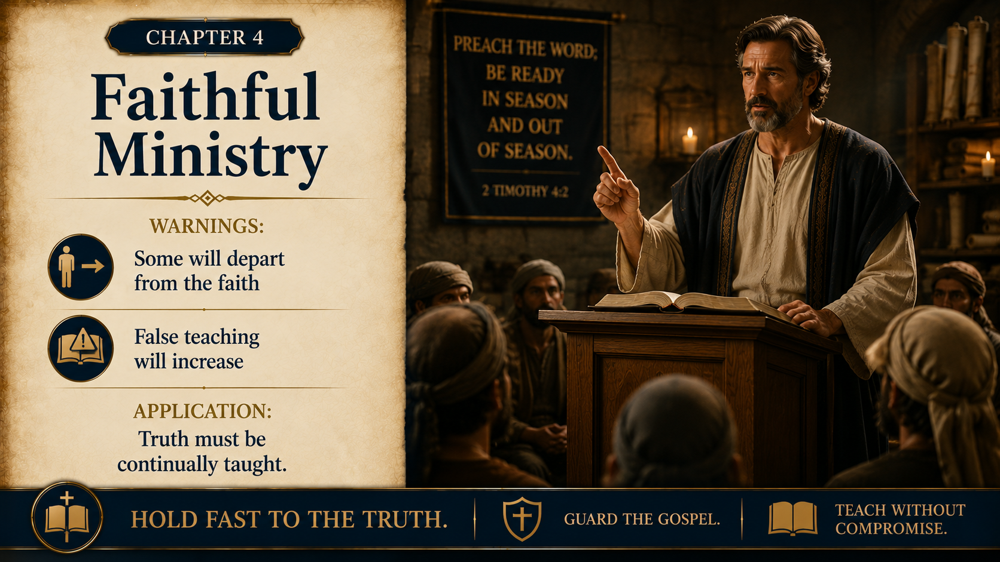 CHAPTER 4
Faithful
Ministry
WARNINGS:
Some will depart
from the faith
False teaching
will increase
APPLICATION:
Truth must be
continually taught.
PREACH THE WORD;
BE READY
IN SEASON
AND OUT
OF SEASON.
2 TIMOTHY 4:2
HOLD FAST TO THE TRUTH.
GUARD THE GOSPEL.
TEACH WITHOUT
COMPROMISE.